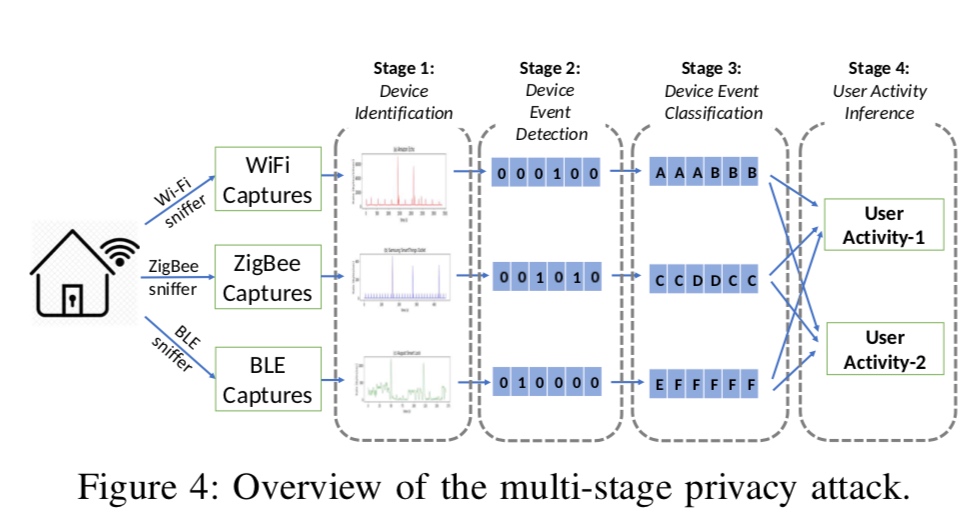 Stage 1:
Device
Identification
Stage 2:
Device
Event
Detection
Stage 3:
Device Event
Classification
Stage 4:
User Activity
Inference
Wi-Fi
sniffer
WiFi
Captures
(a) Amazon Echo
0 0 0 1 0 0
A A A B B B
User
Activity-1
ZigBee
sniffer
ZigBee
Captures
0 0 1 0 1 0
C C D D C C
BLE
sniffer
BLE
Captures
0 1 0 0 0 0
E F F F F F
User
Activity-2
Figure 4: Overview of the multi-stage privacy attack.